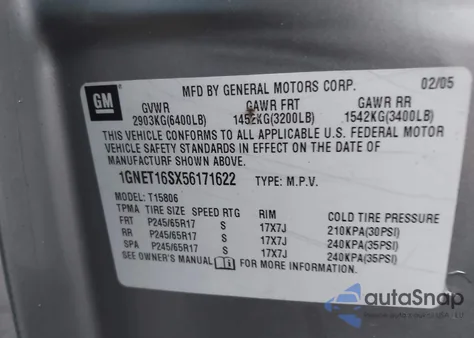 GM
MFD BY GENERAL MOTORS CORP. 02/05
GVWR GAWR FRT GAWR RR
2903KG(6400LB) 1452KG(3200LB) 1542KG(3400LB)
THIS VEHICLE CONFORMS TO ALL APPLICABLE U.S. FEDERAL MOTOR
VEHICLE SAFETY STANDARDS IN EFFECT ON THE DATE OF
MANUFACTURE SHOWN ABOVE.
1GNET16SX56171622 TYPE: M.P.V.
MODEL: T15806
TPMA TIRE SIZE SPEED RTG RIM COLD TIRE PRESSURE
FRT P245/65R17 S 17X7J 210KPA(30PSI)
RR P245/65R17 S 17X7J 240KPA(35PSI)
SPA P245/65R17 S 17X7J 240KPA(35PSI)
SEE OWNER'S MANUAL FOR MORE INFORMATION.
autoSnap